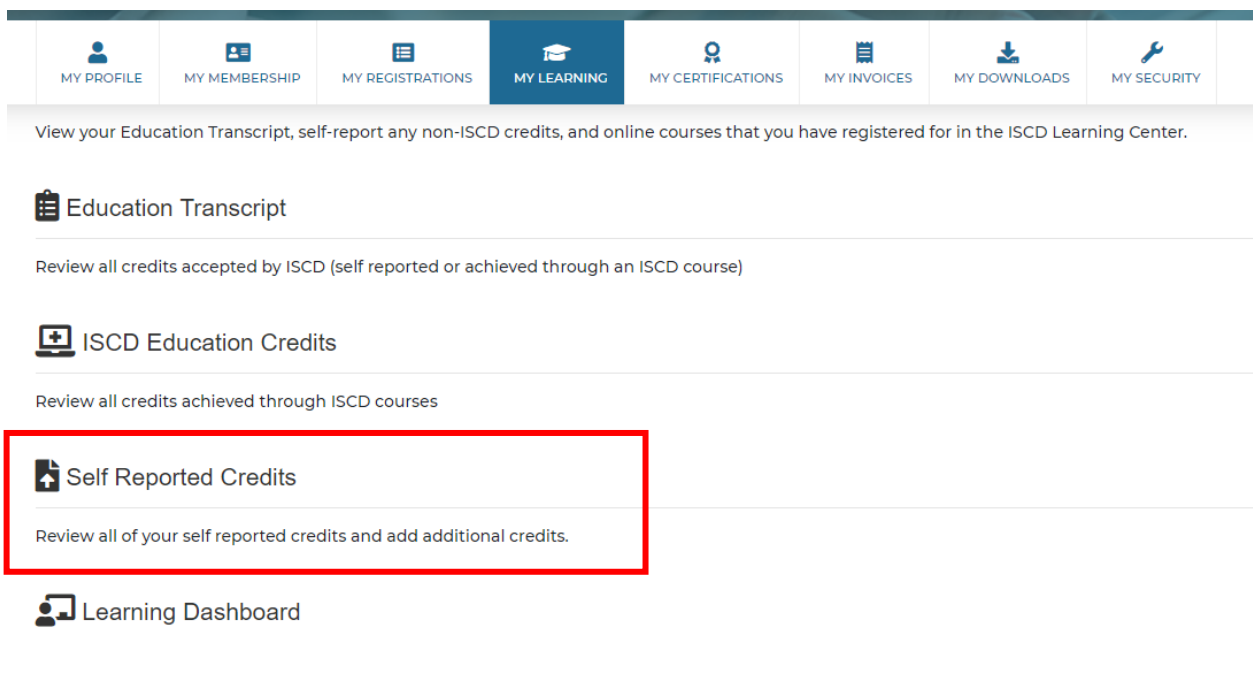 MY PROFILE
MY MEMBERSHIP
MY REGISTRATIONS
MY LEARNING
MY CERTIFICATIONS
MY INVOICES
MY DOWNLOADS
MY SECURITY
View your Education Transcript, self-report any non-ISCD credits, and online courses that you have registered for in the ISCD Learning Center.
Education Transcript
Review all credits accepted by ISCD (self reported or achieved through an ISCD course)
ISCD Education Credits
Review all credits achieved through ISCD courses
Self Reported Credits
Review all of your self reported credits and add additional credits.
Learning Dashboard